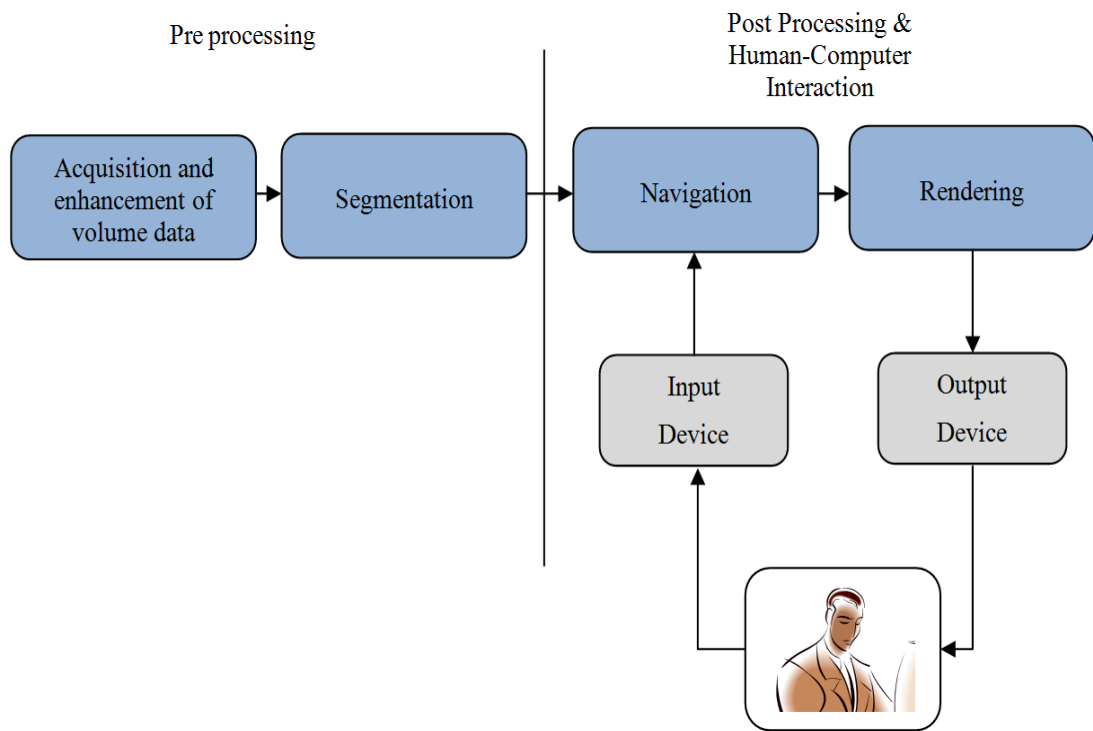 Pre processing
Post Processing &
Human-Computer
Interaction
Acquisition and
enhancement of
volume data
Segmentation
Navigation
Rendering
Input
Device
Output
Device